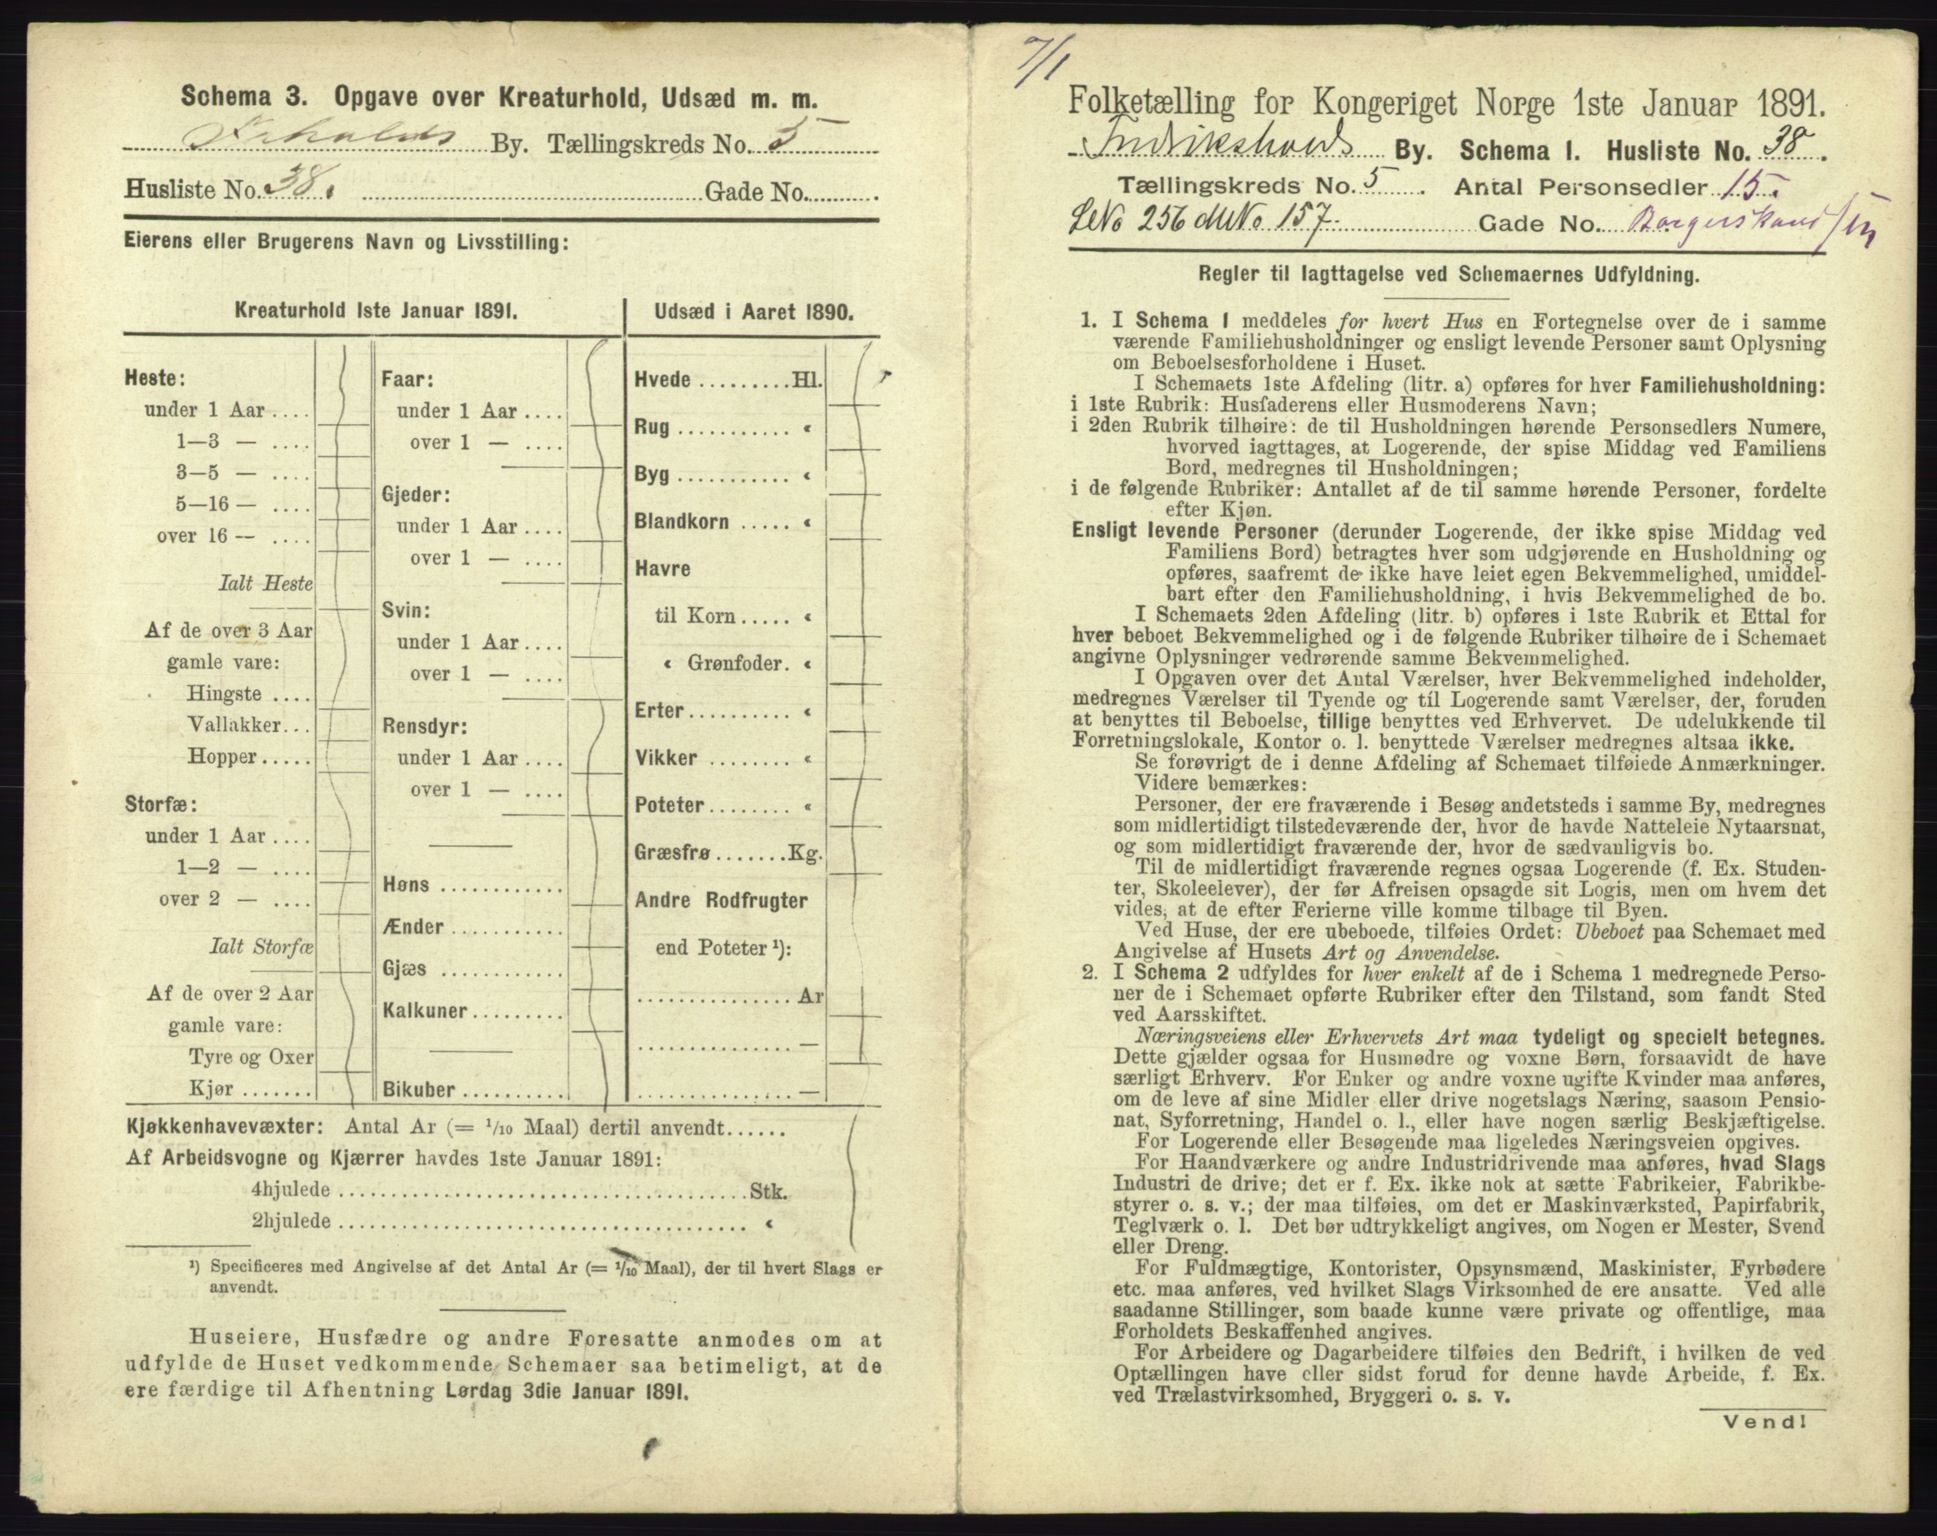 Schema 3. Opgave over Kreaturhold, Udsæd m. m.
By. Tællingskreds No. 5
Husliste No. 38. Gade No.
Eierens eller Brugerens Navn og Livsstilling:
Kreaturhold 1ste Januar 1891.
Heste:
under 1 Aar ....
1—3 — ....
3—5 — ....
5—16 — ....
over 16 — ....
Ialt Heste
Af de over 3 Aar
gamle vare:
Hingste ....
Vallakker...
Hopper.....
Storfæ:
under 1 Aar ....
1—2 — ....
over 2 — ....
Ialt Storfæ
Af de over 2 Aar
gamle vare:
Tyre og Oxer
Kjør .......
Faar:
under 1 Aar ....
over 1 — ....
Gjeder:
under 1 Aar ....
over 1 — ....
Svin:
under 1 Aar ....
over 1 — ....
Rensdyr:
under 1 Aar ....
over 1 — ....
Høns ...........
Ænder ..........
Gjæs ...........
Kalkuner ........
Bikuber .........
Udsæd i Aaret 1890.
Hvede .........Hl.
Rug ........... «
Byg ........... «
Blandkorn ..... «
Havre
til Korn ..... «
« Grønfoder. «
Erter .......... «
Vikker ........ «
Poteter ........ «
Græsfrø .......Kg.
Andre Rodfrugter
end Poteter ¹):
............... Ar
............... —
............... —
Kjøkkenhavevæxter: Antal Ar (= 1/10 Maal) dertil anvendt......
Af Arbeidsvogne og Kjærrer havdes 1ste Januar 1891:
4hjulede ........................................ Stk.
2hjulede ........................................ «
¹) Specificeres med Angivelse af det Antal Ar (= 1/10 Maal), der til hvert Slags er
anvendt.
Huseiere, Husfædre og andre Foresatte anmodes om at
udfylde de Huset vedkommende Schemaer saa betimeligt, at de
ere færdige til Afhentning Lørdag 3die Januar 1891.
7/1
Folketælling for Kongeriget Norge 1ste Januar 1891.
Fredrikshalds By. Schema 1. Husliste No. 38.
Tællingskreds No. 5. Antal Personsedler 15.
No 256 No 157. Gade No.
Regler til Iagttagelse ved Schemaernes Udfyldning.
1. I Schema 1 meddeles for hvert Hus en Fortegnelse over de i samme
værende Familiehusholdninger og ensligt levende Personer samt Oplysning
om Beboelsesforholdene i Huset.
I Schemaets 1ste Afdeling (litr. a) opføres for hver Familiehusholdning:
i 1ste Rubrik: Husfaderens eller Husmoderens Navn;
i 2den Rubrik tilhøire: de til Husholdningen hørende Personsedlers Numere,
hvorved iagttages, at Logerende, der spise Middag ved Familiens
Bord, medregnes til Husholdningen;
i de følgende Rubriker: Antallet af de til samme hørende Personer, fordelte
efter Kjøn.
Ensligt levende Personer (derunder Logerende, der ikke spise Middag ved
Familiens Bord) betragtes hver som udgjørende en Husholdning og
opføres, saafremt de ikke have leiet egen Bekvemmelighed, umiddel-
bart efter den Familiehusholdning, i hvis Bekvemmelighed de bo.
I Schemaets 2den Afdeling (litr. b) opføres i 1ste Rubrik et Ettal for
hver beboet Bekvemmelighed og i de følgende Rubriker tilhøire de i Schemaet
angivne Oplysninger vedrørende samme Bekvemmelighed.
I Opgaven over det Antal Værelser, hver Bekvemmelighed indeholder,
medregnes Værelser til Tyende og til Logerende samt Værelser, der, foruden
at benyttes til Beboelse, tillige benyttes ved Erhvervet. De udelukkende til
Forretningslokale, Kontor o. l. benyttede Værelser medregnes altsaa ikke.
Se forøvrigt de i denne Afdeling af Schemaet tilføiede Anmærkninger.
Videre bemærkes:
Personer, der ere fraværende i Besøg andetsteds i samme By, medregnes
som midlertidigt tilstedeværende der, hvor de havde Natteleie Nytaarsnat,
og som midlertidigt fraværende der, hvor de sædvanligvis bo.
Til de midlertidigt fraværende regnes ogsaa Logerende (f. Ex. Studen-
ter, Skoleelever), der før Afreisen opsagde sit Logis, men om hvem det
vides, at de efter Ferierne ville komme tilbage til Byen.
Ved Huse, der ere ubeboede, tilføies Ordet: Ubeboet paa Schemaet med
Angivelse af Husets Art og Anvendelse.
2. I Schema 2 udfyldes for hver enkelt af de i Schema 1 medregnede Perso-
ner de i Schemaet opførte Rubriker efter den Tilstand, som fandt Sted
ved Aarsskiftet.
Næringsveiens eller Erhvervets Art maa tydeligt og specielt betegnes.
Dette gjælder ogsaa for Husmødre og voxne Børn, forsaavidt de have
særligt Erhverv. For Enker og andre voxne ugifte Kvinder maa anføres,
om de leve af sine Midler eller drive nogetslags Næring, saasom Pensio-
nat, Syforretning, Handel o. l., eller have nogen særlig Beskjæftigelse.
For Logerende eller Besøgende maa ligeledes Næringsveien opgives.
For Haandværkere og andre Industridrivende maa anføres, hvad Slags
Industri de drive; det er f. Ex. ikke nok at sætte Fabrikeier, Fabrikbe-
styrer o. s. v.; der maa tilføies, om det er Maskinværksted, Papirfabrik,
Teglværk o. l. Det bør udtrykkeligt angives, om Nogen er Mester, Svend
eller Dreng.
For Fuldmægtige, Kontorister, Opsynsmænd, Maskinister, Fyrbødere
etc. maa anføres, ved hvilket Slags Virksomhed de ere ansatte. Ved alle
saadanne Stillinger, som baade kunne være private og offentlige, maa
Forholdets Beskaffenhed angives.
For Arbeidere og Dagarbeidere tilføies den Bedrift, i hvilken de ved
Optællingen have eller sidst forud for denne havde Arbeide, f. Ex.
ved Trælastvirksomhed, Bryggeri o. s. v.
Vend!